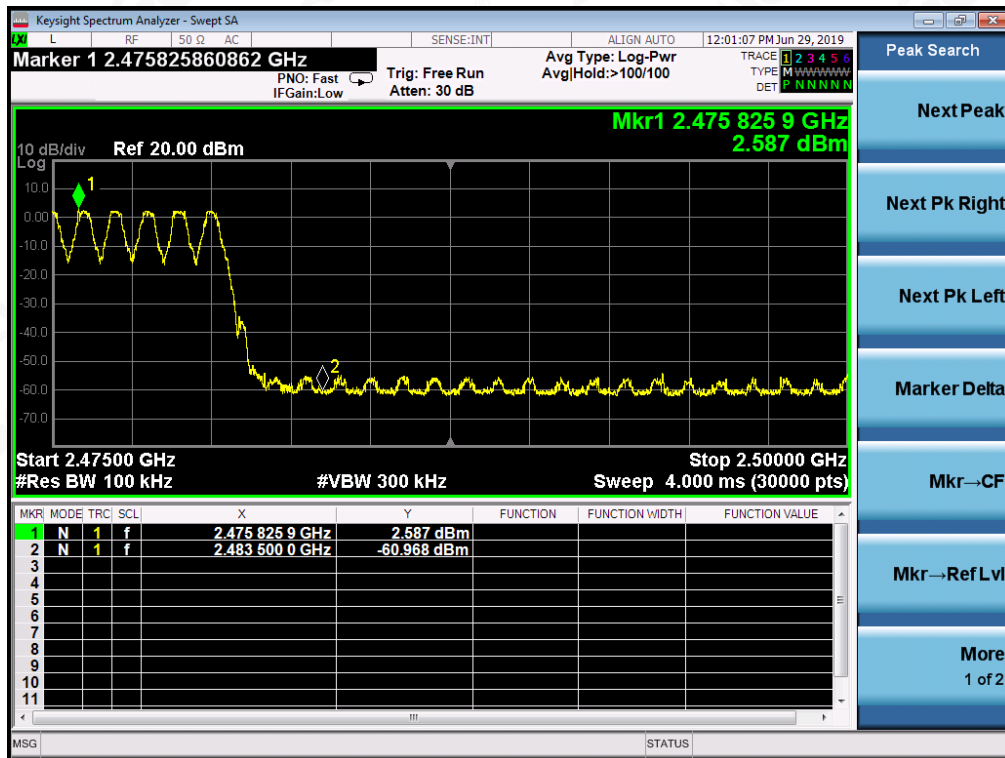 Keysight Spectrum Analyzer - Swept SA
LXI L RF 50 Ω AC SENSE:INT ALIGN AUTO 12:01:07 PM Jun 29, 2019
Marker 1 2.475825860862 GHz
PNO: Fast
IFGain:Low
Trig: Free Run
Atten: 30 dB
Avg Type: Log-Pwr
Avg|Hold:>100/100
TRACE 1 2 3 4 5 6
TYPE M WWWWW
DET P N N N N N
Peak Search
Mkr1 2.475 825 9 GHz
2.587 dBm
10 dB/div Ref 20.00 dBm
Log
10.0
0.00
-10.0
-20.0
-30.0
-40.0
-50.0
-60.0
-70.0
1
2
Start 2.47500 GHz Stop 2.50000 GHz
#Res BW 100 kHz #VBW 300 kHz Sweep 4.000 ms (30000 pts)
MKR MODE TRC SCL X Y FUNCTION FUNCTION WIDTH FUNCTION VALUE
1 N 1 f 2.475 825 9 GHz 2.587 dBm
2 N 1 f 2.483 500 0 GHz -60.968 dBm
3
4
5
6
7
8
9
10
11
MSG STATUS
Next Peak
Next Pk Right
Next Pk Left
Marker Delta
Mkr→CF
Mkr→Ref Lvl
More
1 of 2